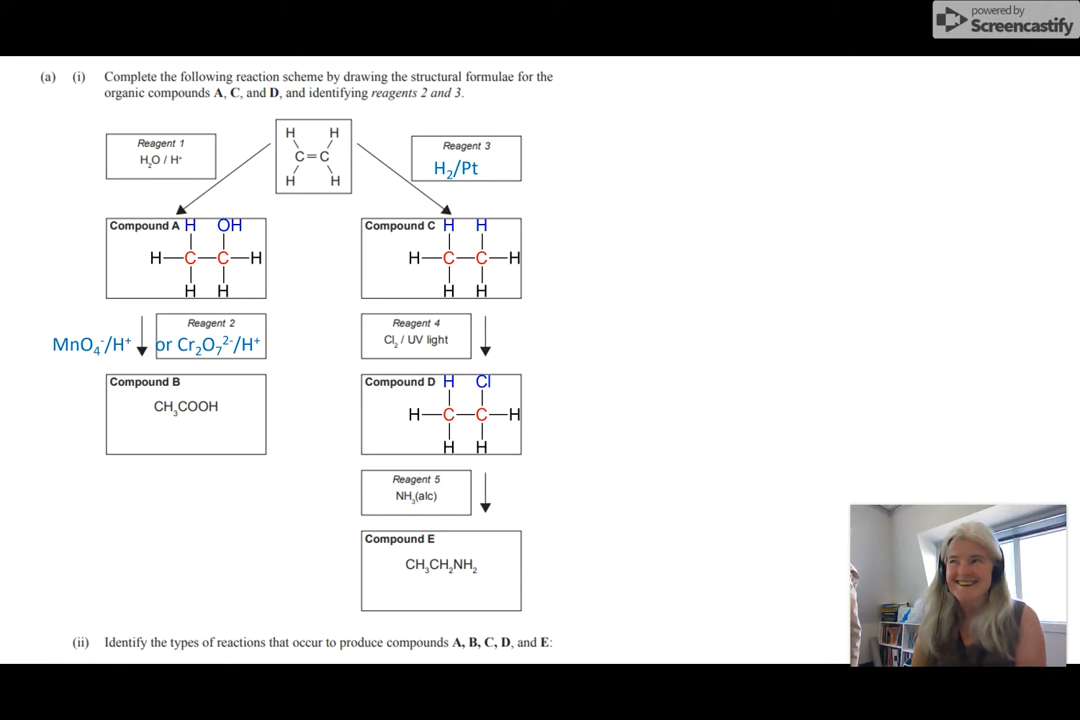 powered by
Screencastify
(a) (i) Complete the following reaction scheme by drawing the structural formulae for the
organic compounds A, C, and D, and identifying reagents 2 and 3.
Reagent 1
H₂O / H⁺
H H
C=C
H H
Reagent 3
H₂/Pt
Compound A H OH
H—C—C—H
H H
Compound C H H
H—C—C—H
H H
Reagent 2
MnO₄⁻/H⁺ or Cr₂O₇²⁻/H⁺
Reagent 4
Cl₂ / UV light
Compound B
CH₃COOH
Compound D H Cl
H—C—C—H
H H
Reagent 5
NH₃(alc)
Compound E
CH₃CH₂NH₂
(ii) Identify the types of reactions that occur to produce compounds A, B, C, D, and E: